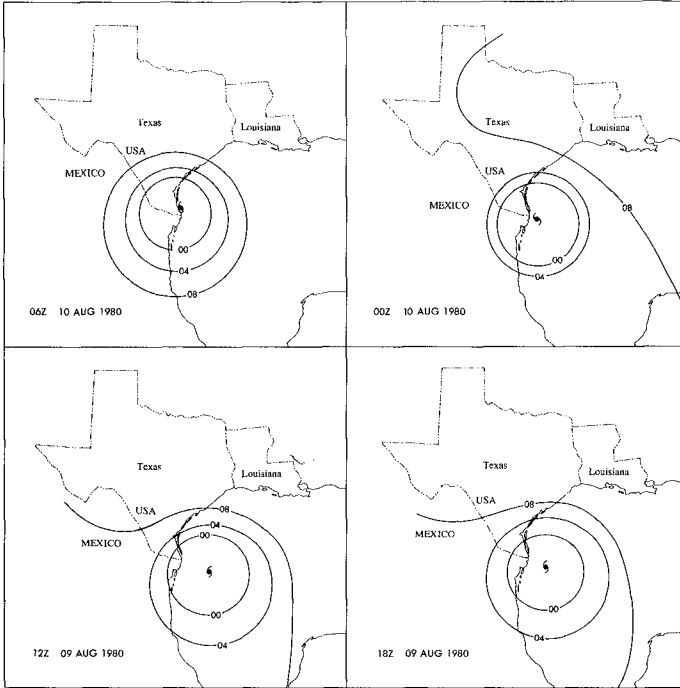 Texas
Louisiana
USA
MEXICO
00
04
08
06Z 10 AUG 1980
Texas
Louisiana
USA
MEXICO
08
00
04
00Z 10 AUG 1980
Texas
Louisiana
USA
08
MEXICO
04
00
00
04
12Z 09 AUG 1980
Texas
Louisiana
08
USA
MEXICO
00
04
18Z 09 AUG 1980